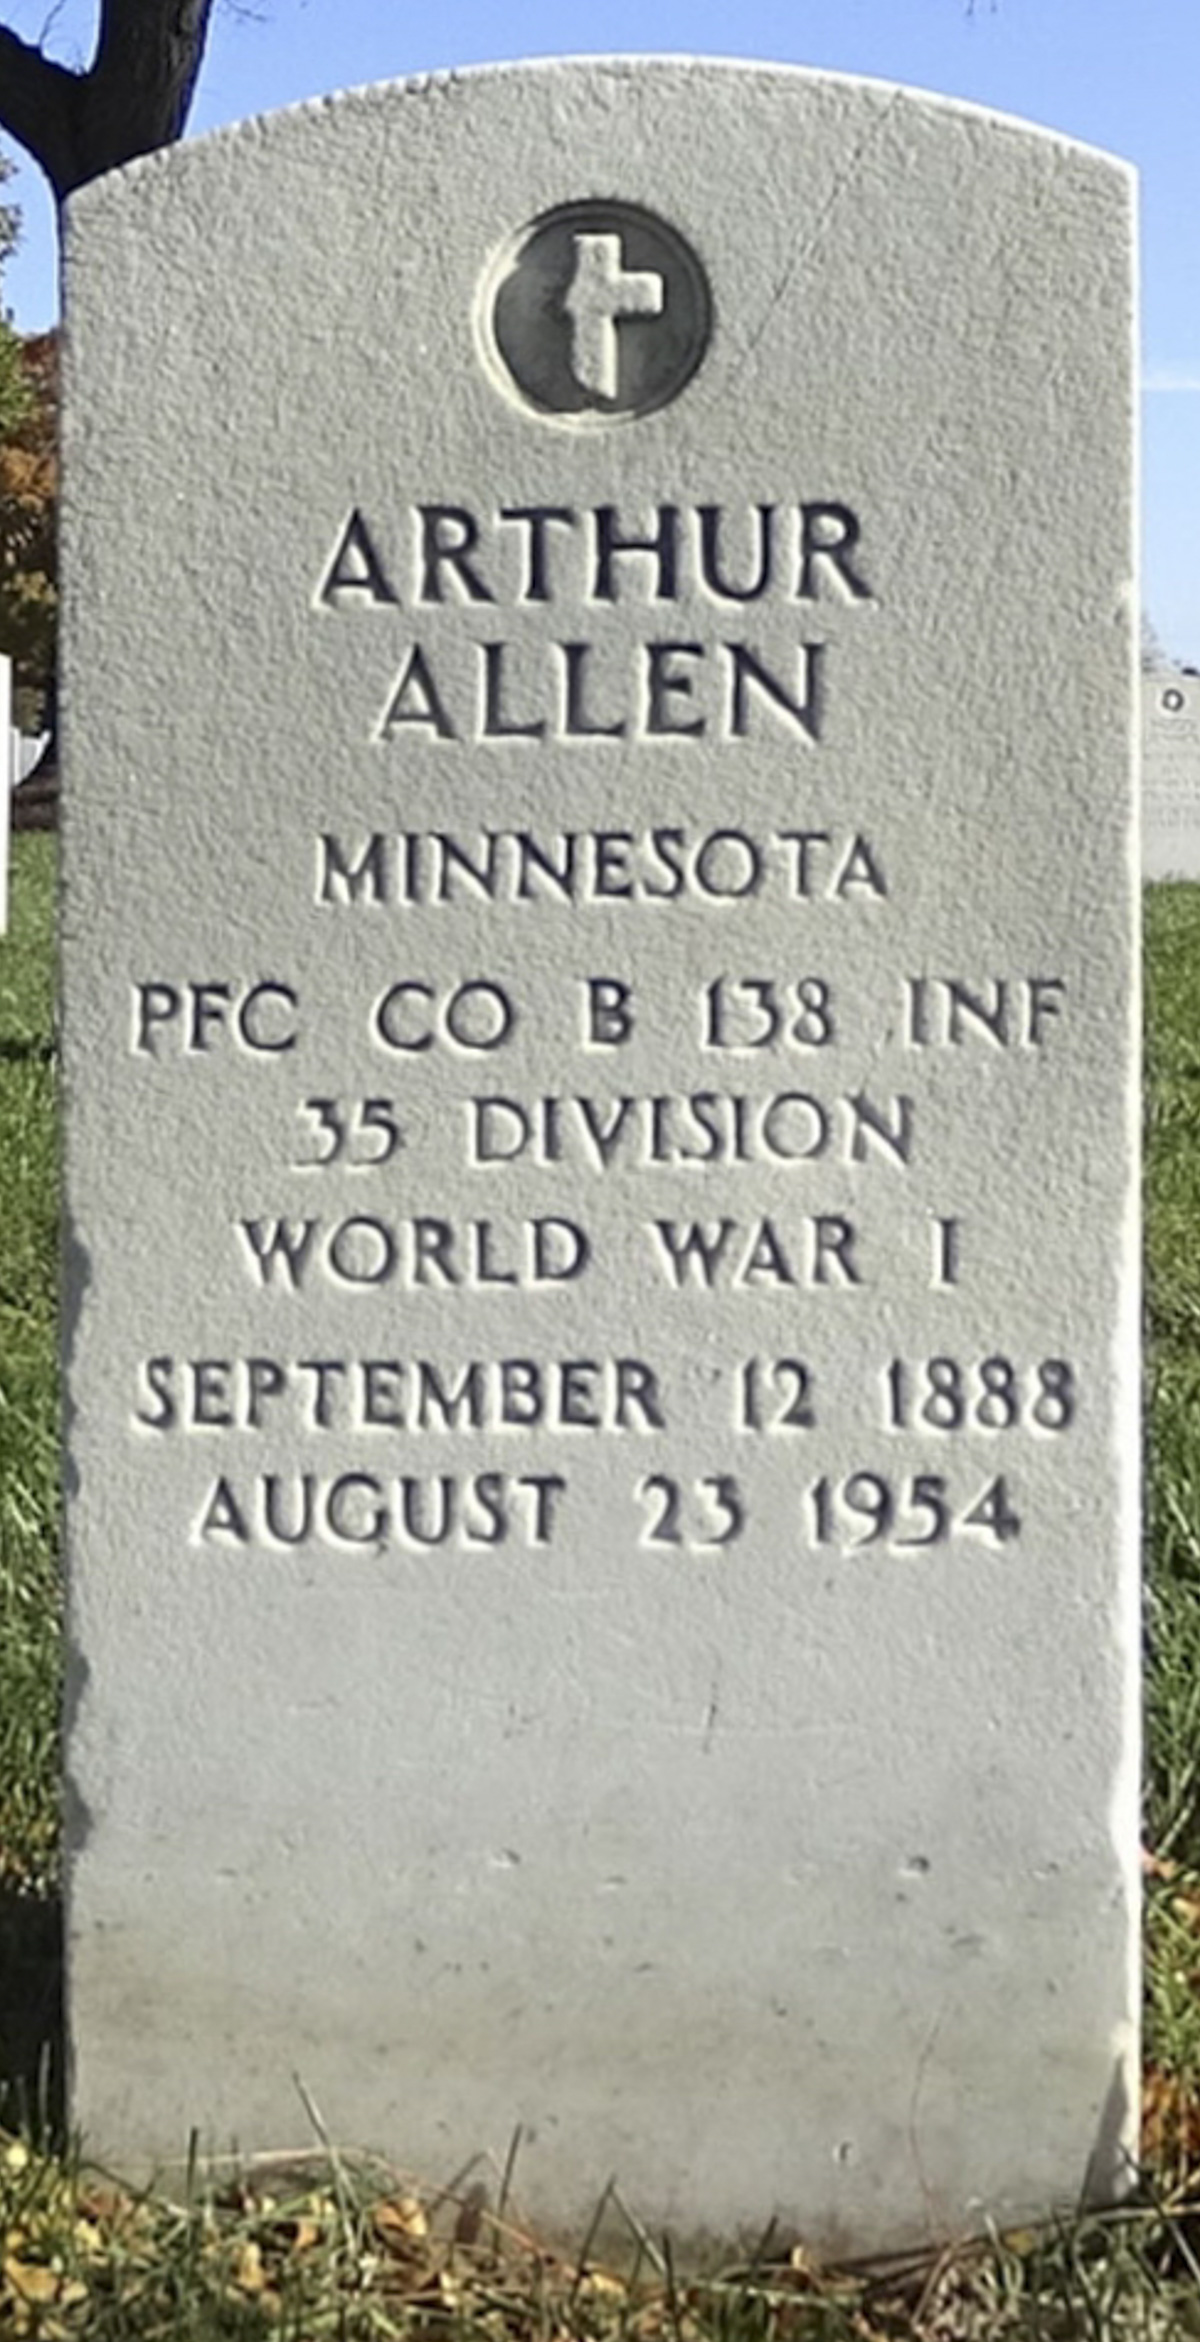 ARTHUR
ALLEN
MINNESOTA
PFC CO B 138 INF
35 DIVISION
WORLD WAR I
SEPTEMBER 12 1888
AUGUST 23 1954